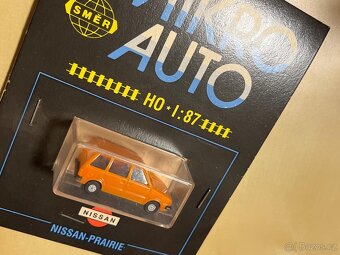 SMĚR
MIKRO
AUTO
HO★1:87
NISSAN
NISSAN-PRAIRIE